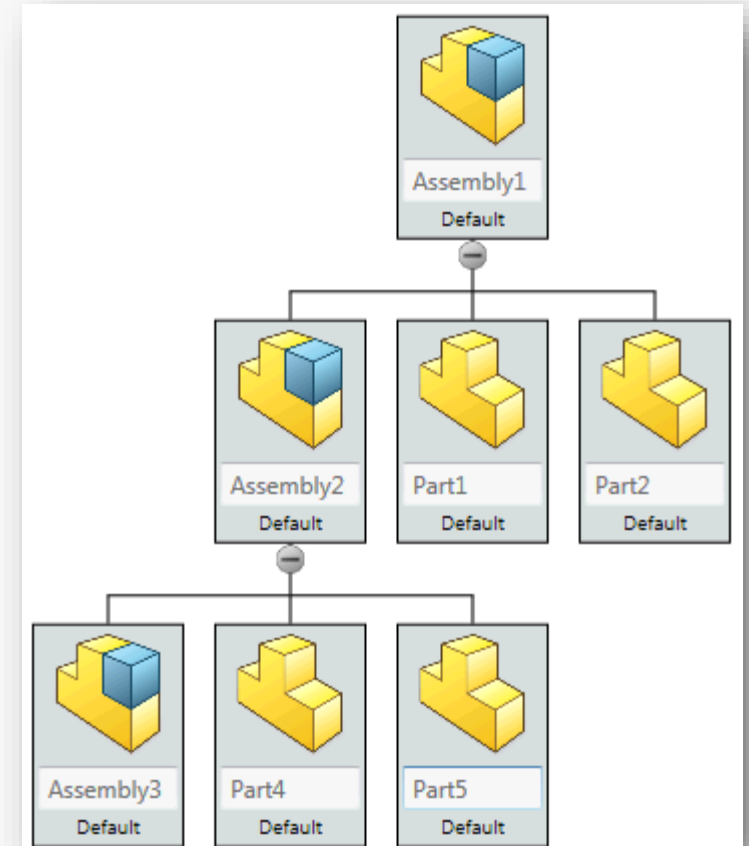 Assembly1
Default
Assembly2
Default
Part1
Default
Part2
Default
Assembly3
Default
Part4
Default
Part5
Default